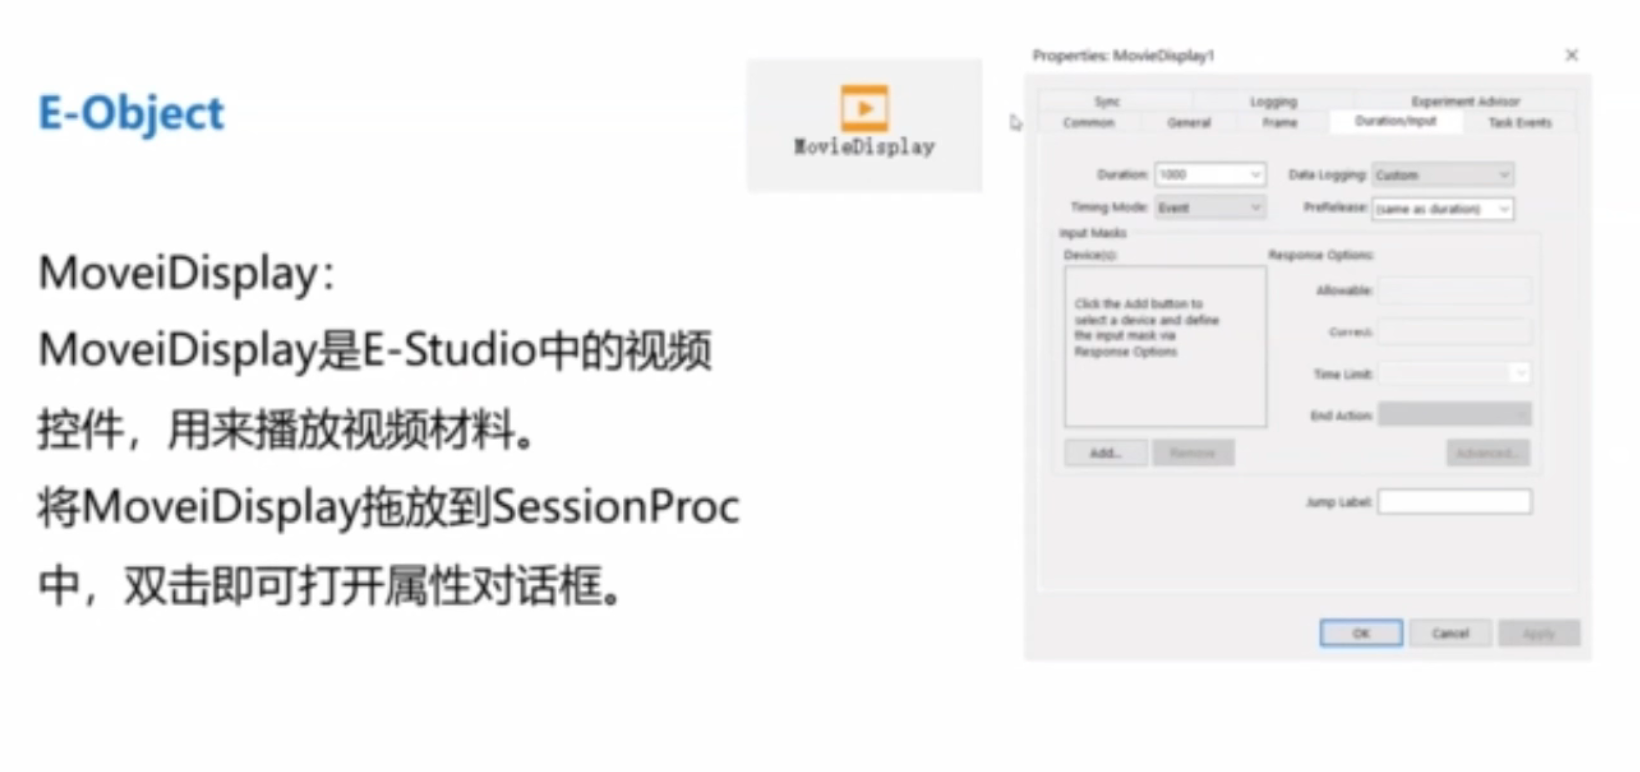 E-Object
MoveiDisplay：
MoveiDisplay是E-Studio中的视频
控件，用来播放视频材料。
将MoveiDisplay拖放到SessionProc
中，双击即可打开属性对话框。
MovieDisplay
Properties: MovieDisplay1
Sync Logging Experiment Advisor
Common General Frame Duration/Input Task Events
Duration: 1000 Data Logging: Custom
Timing Mode: Event PreRelease: (same as duration)
Input Masks
Device(s): Response Options:
Click the Add button to
select a device and define
the input mask via
Response Options
Allowable:
Correct:
Time Limit:
End Action:
Add... Remove Advanced...
Jump Label:
OK Cancel Apply